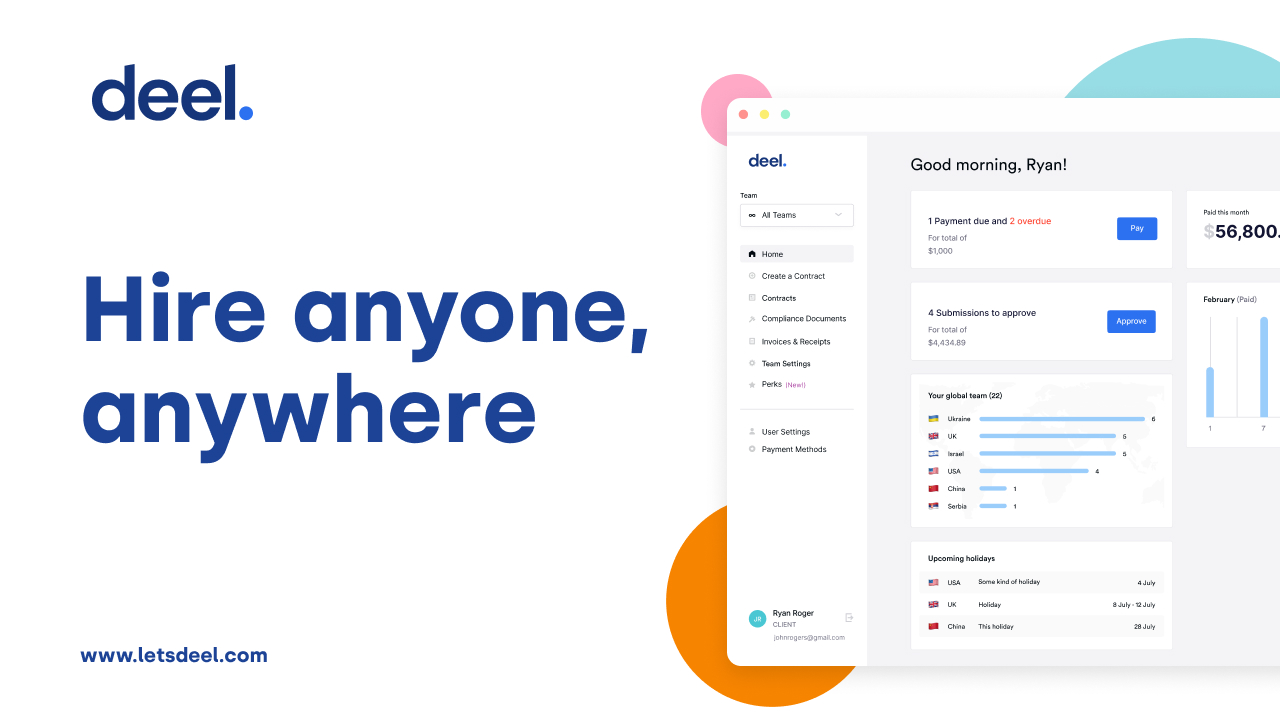 deel.
Hire anyone,
anywhere
www.letsdeel.com
deel.
Team
All Teams
Home
Create a Contract
Contracts
Compliance Documents
Invoices & Receipts
Team Settings
Perks (New!)
User Settings
Payment Methods
JR
Ryan Roger
CLIENT
johnrogers@gmail.com
Good morning, Ryan!
1 Payment due and 2 overdue
For total of
$1,000
Pay
4 Submissions to approve
For total of
$4,434.89
Approve
Your global team (22)
Ukraine 6
UK 5
Israel 5
USA 4
China 1
Serbia 1
Upcoming holidays
USA Some kind of holiday 4 July
UK Holiday 8 July - 12 July
China This holiday 28 July
Paid this month
$56,800.
February (Paid)
1 7